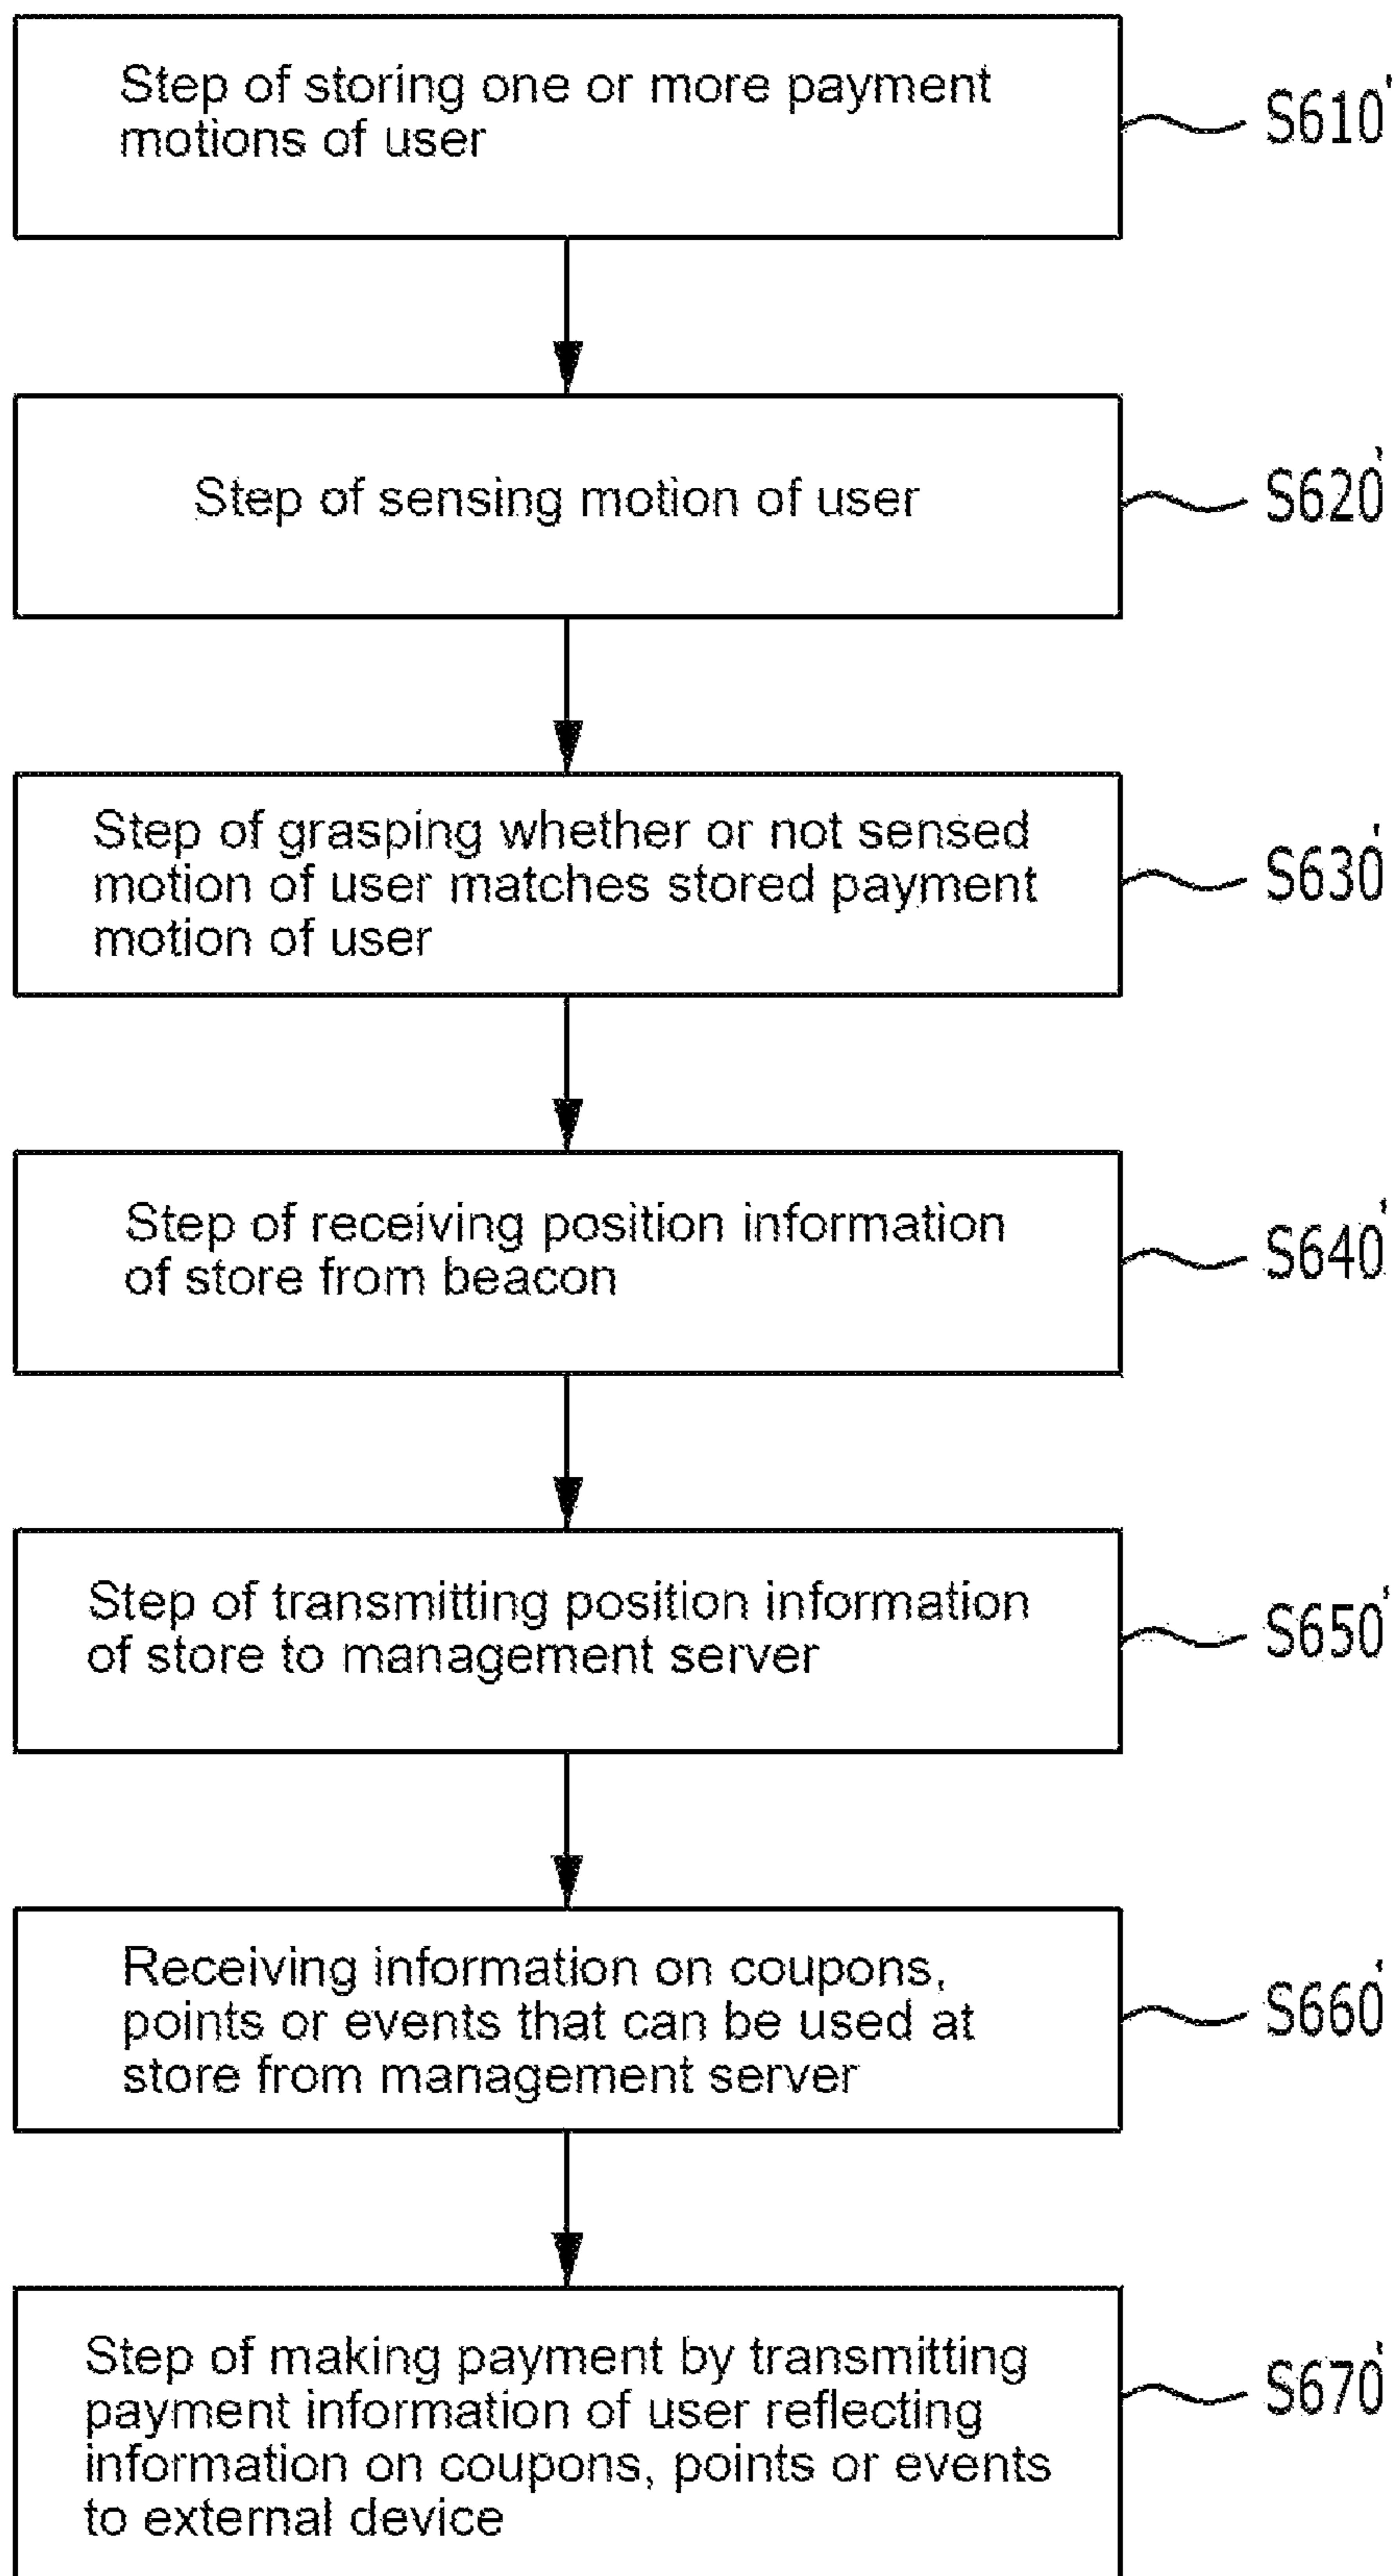 Step of storing one or more payment
motions of user
S610'
Step of sensing motion of user
S620'
Step of grasping whether or not sensed
motion of user matches stored payment
motion of user
S630'
Step of receiving position information
of store from beacon
S640'
Step of transmitting position information
of store to management server
S650'
Receiving information on coupons,
points or events that can be used at
store from management server
S660'
Step of making payment by transmitting
payment information of user reflecting
information on coupons, points or events
to external device
S670'